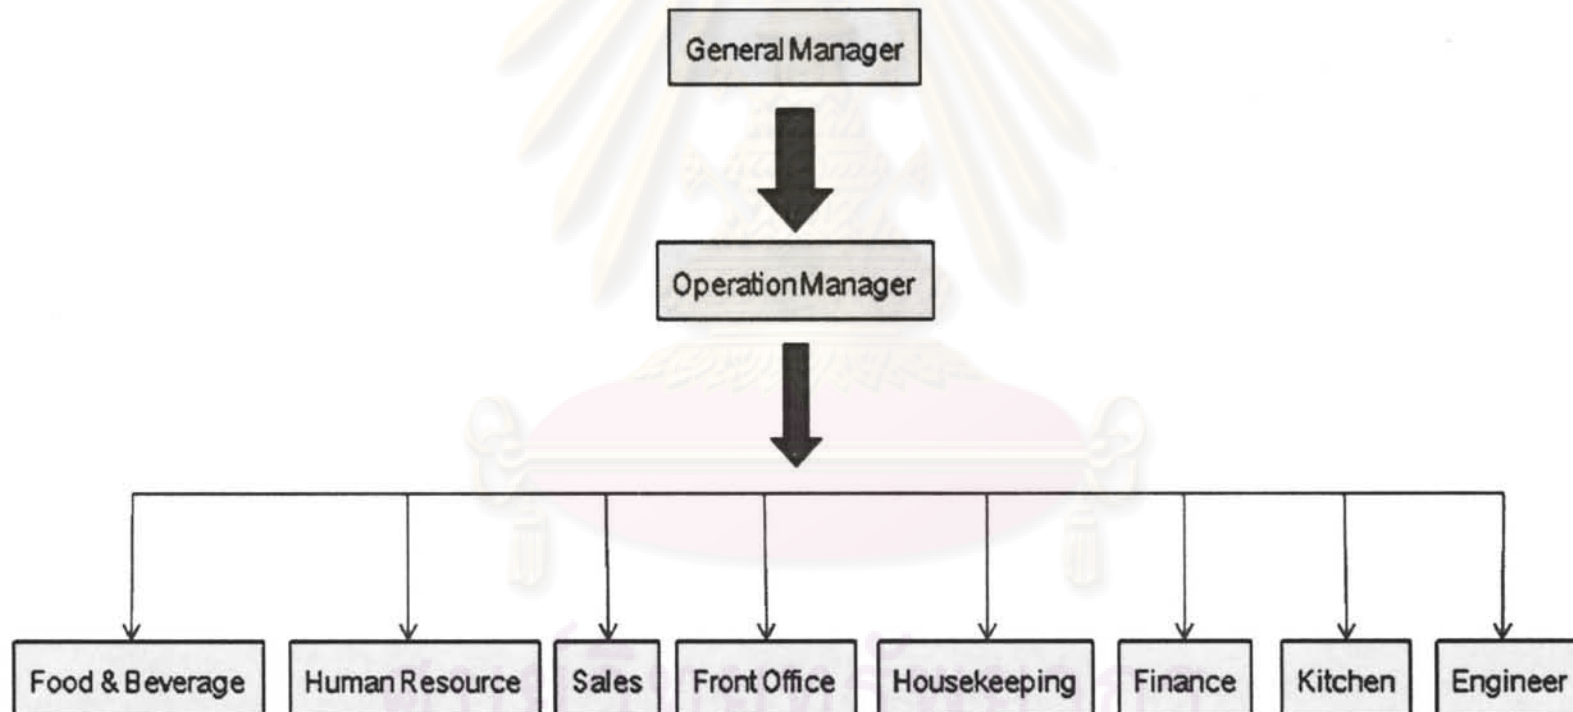 General Manager
Operation Manager
Food & Beverage
Human Resource
Sales
Front Office
Housekeeping
Finance
Kitchen
Engineer